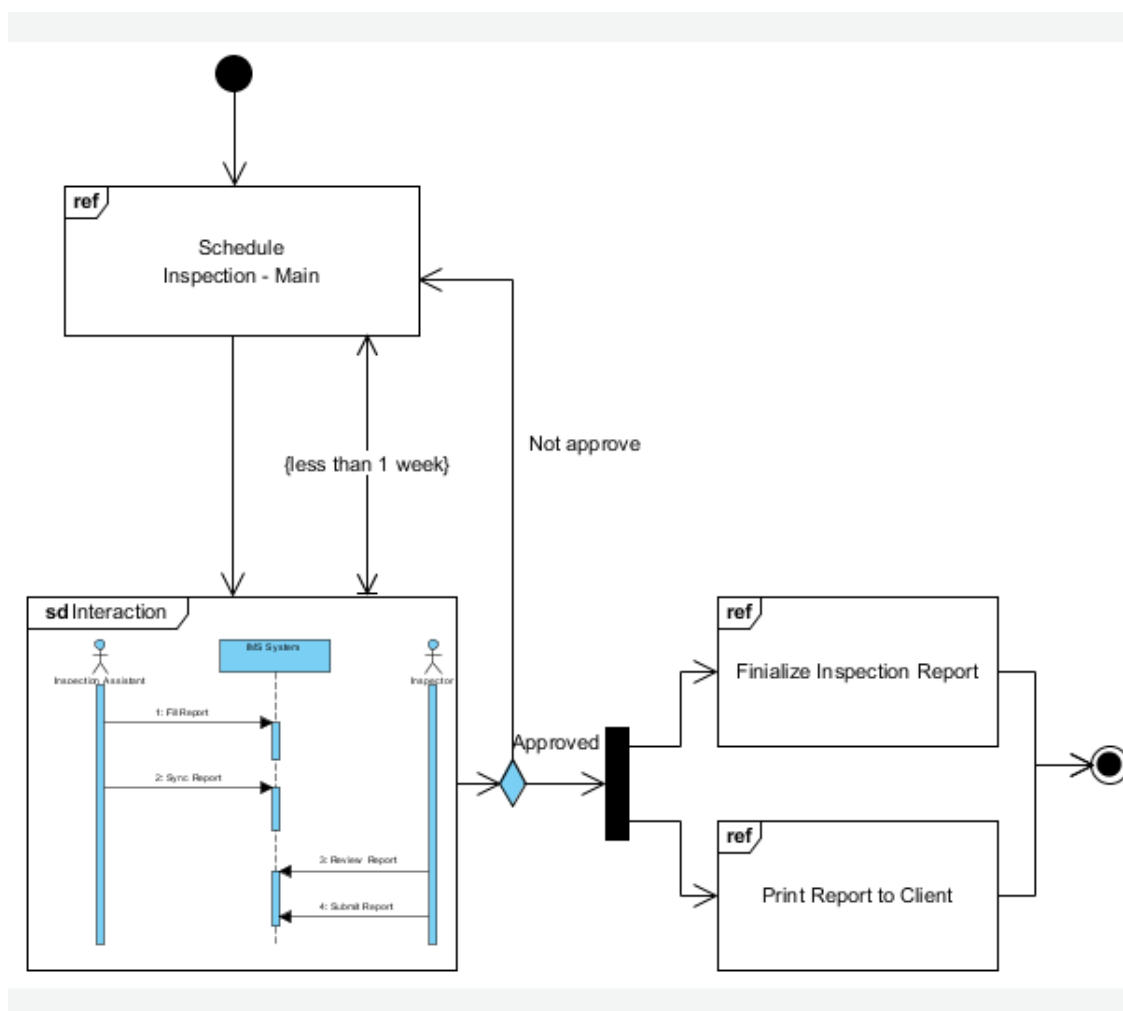 ref
Schedule
Inspection - Main
Not approve
{less than 1 week}
sd Interaction
IMS System
Inspection Assistant
Inspector
1: Fill Report
2: Sync Report
3: Review Report
4: Submit Report
Approved
ref
Finialize Inspection Report
ref
Print Report to Client